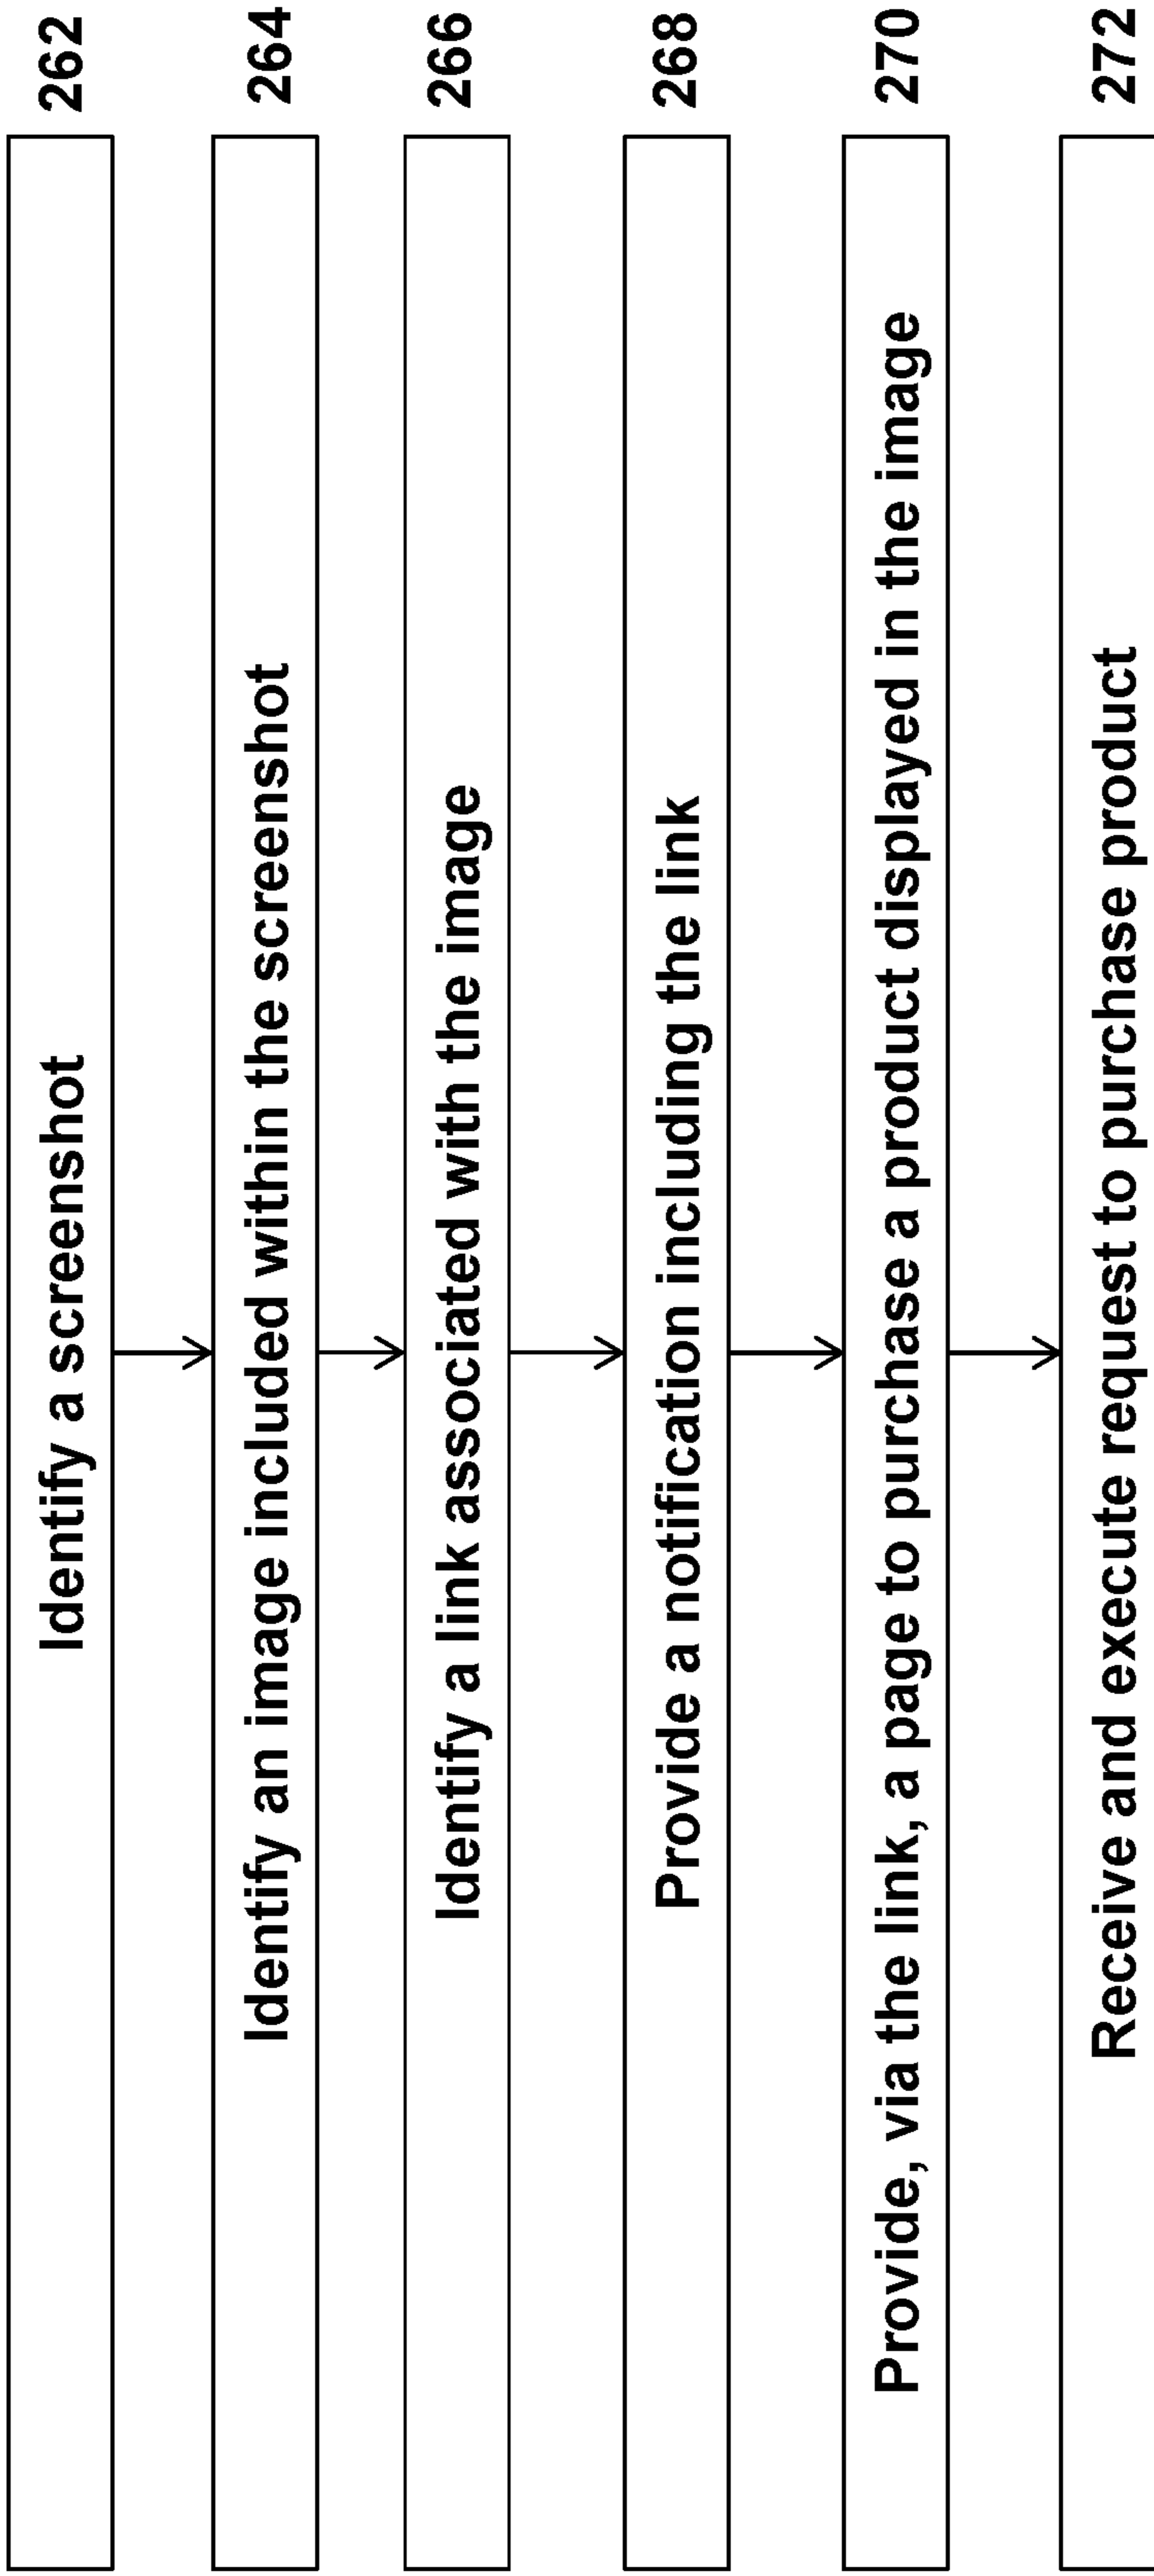 Identify a screenshot 262
Identify an image included within the screenshot 264
Identify a link associated with the image 266
Provide a notification including the link 268
Provide, via the link, a page to purchase a product displayed in the image 270
Receive and execute request to purchase product 272